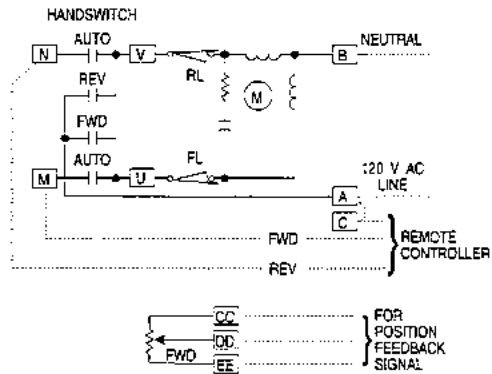 HANDSWITCH
N AUTO V RL B NEUTRAL
REV
M
FWD
M AUTO U FL
120 V AC
LINE
A
C
FWD
REV
REMOTE
CONTROLLER
CC
DD
FWD EE
FOR
POSITION
FEEDBACK
SIGNAL